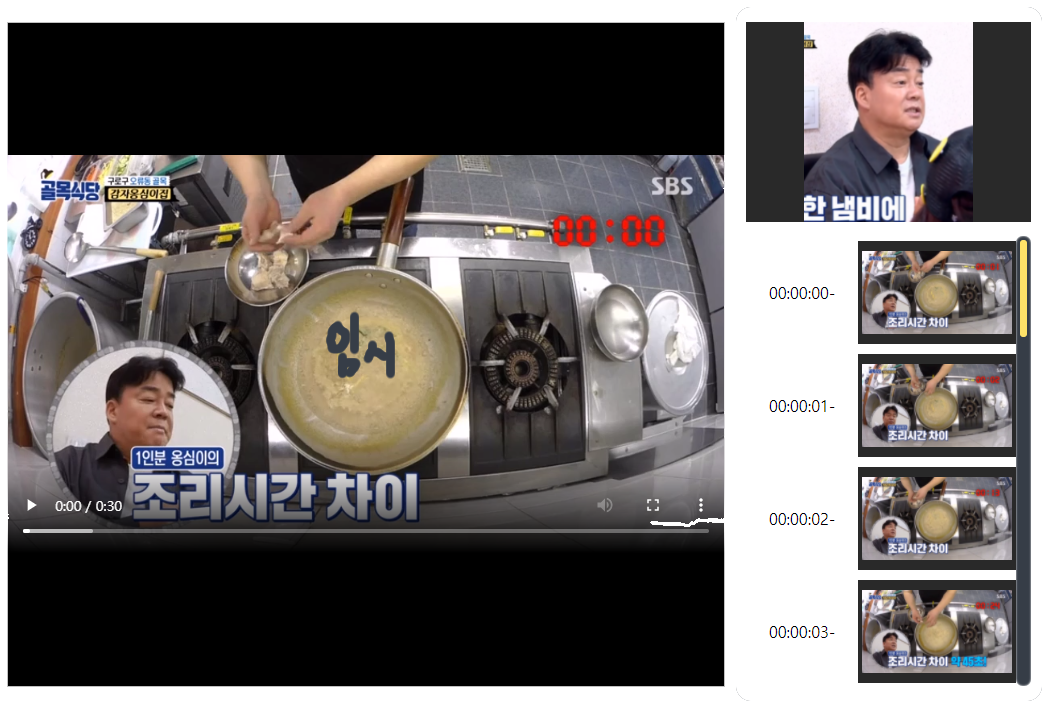 골목식당
구로구 오류동 골목
감자옹심이집
SBS
00:00
임시
1인분 옹심이의
조리시간 차이
0:00 / 0:30
한 냄비에
00:00:00-
조리시간 차이
00:00:01-
조리시간 차이
00:00:02-
조리시간 차이
00:00:03-
조리시간 차이 약 45초!